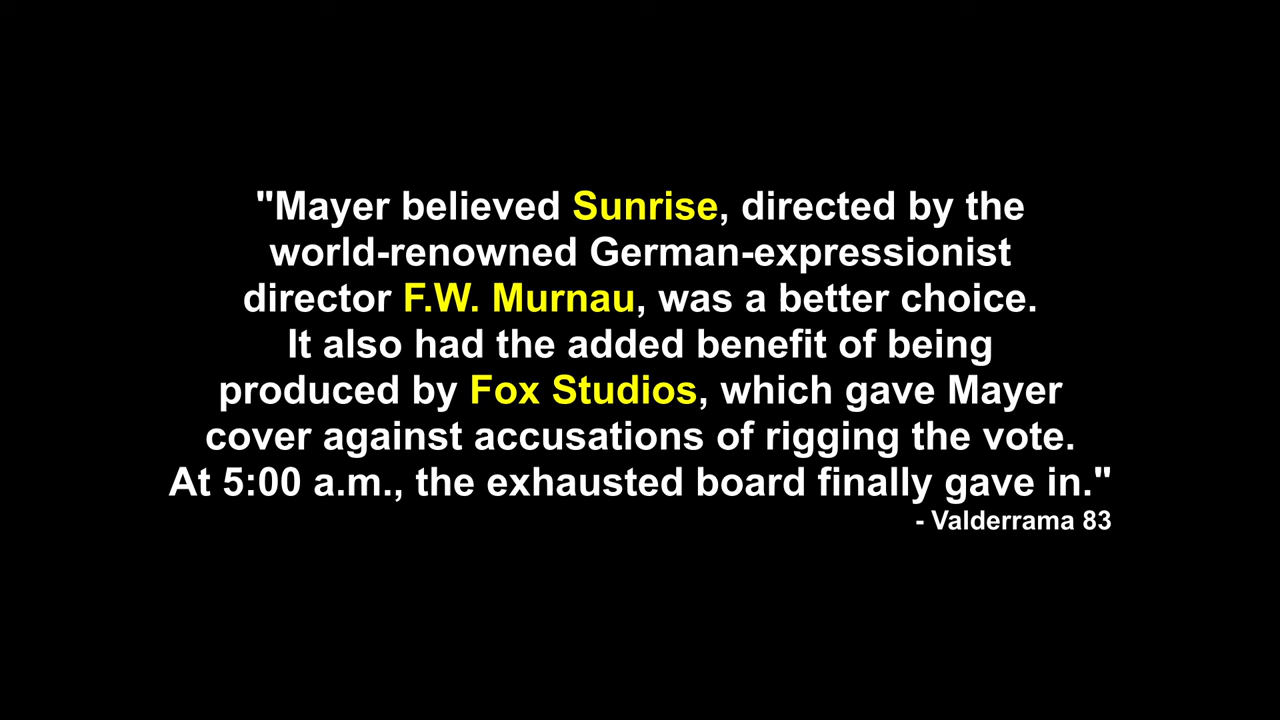 "Mayer believed Sunrise, directed by the
world-renowned German-expressionist
director F.W. Murnau, was a better choice.
It also had the added benefit of being
produced by Fox Studios, which gave Mayer
cover against accusations of rigging the vote.
At 5:00 a.m., the exhausted board finally gave in."
- Valderrama 83